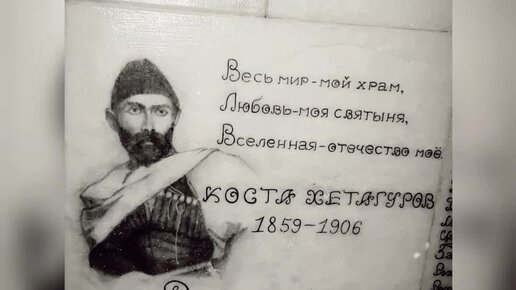 Весь мир-мой храм,
Любовь-моя святыня,
Вселенная-отечество моё.
КОСТА ХЕТАГУРОВ
1859-1906